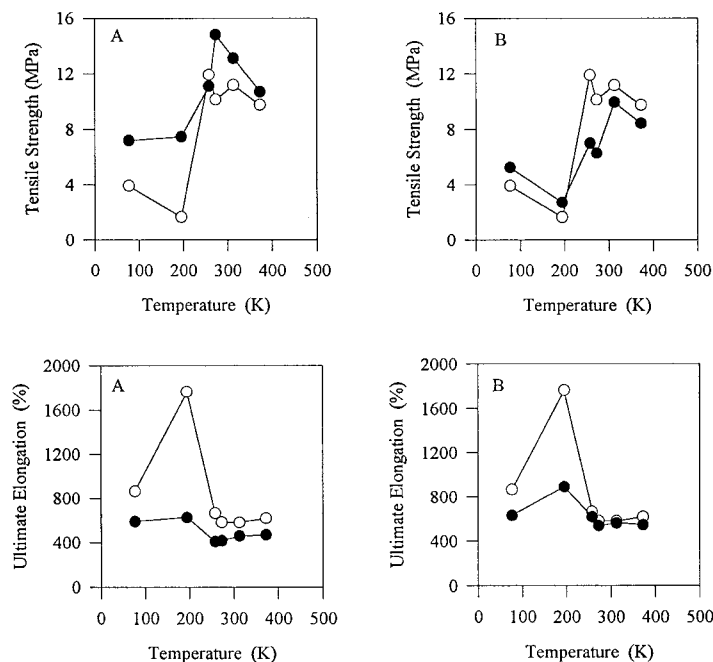 A
Tensile Strength (MPa)
16
12
8
4
0
0 100 200 300 400 500
Temperature (K)
B
Tensile Strength (MPa)
16
12
8
4
0
0 100 200 300 400 500
Temperature (K)
A
Ultimate Elongation (%)
2000
1600
1200
800
400
0
0 100 200 300 400 500
Temperature (K)
B
Ultimate Elongation (%)
2000
1600
1200
800
400
0
0 100 200 300 400 500
Temperature (K)